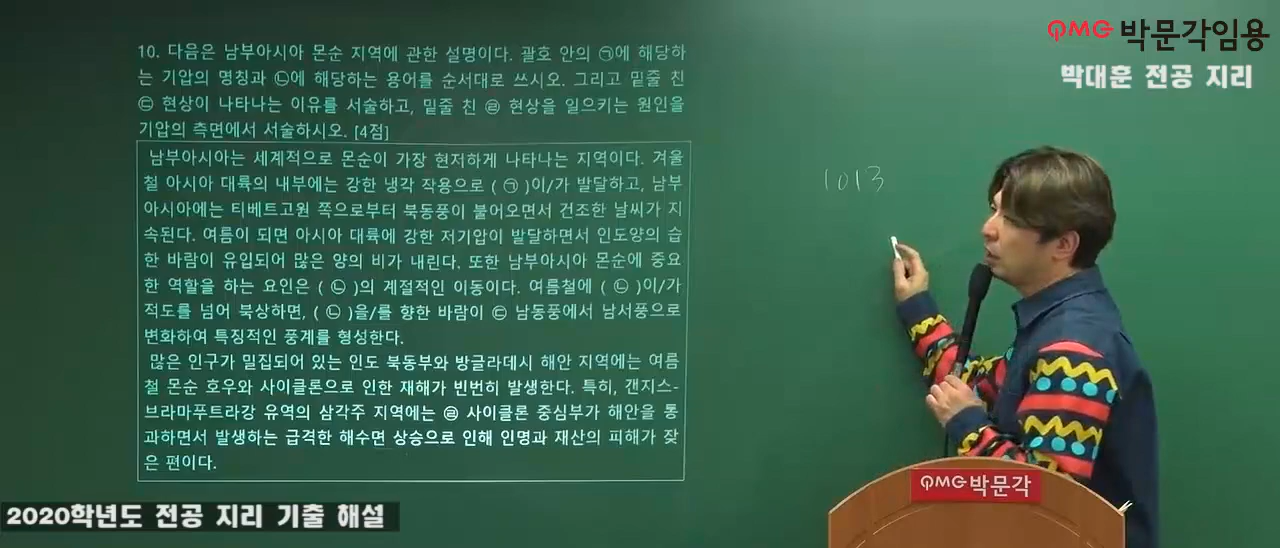 10. 다음은 남부아시아 몬순 지역에 관한 설명이다. 괄호 안의 ㉠에 해당하
는 기압의 명칭과 ㉡에 해당하는 용어를 순서대로 쓰시오. 그리고 밑줄 친
㉢ 현상이 나타나는 이유를 서술하고, 밑줄 친 ㉣ 현상을 일으키는 원인을
기압의 측면에서 서술하시오. [4점]
남부아시아는 세계적으로 몬순이 가장 현저하게 나타나는 지역이다. 겨울
철 아시아 대륙의 내부에는 강한 냉각 작용으로 ( ㉠ )이/가 발달하고, 남부
아시아에는 티베트고원 쪽으로부터 북동풍이 불어오면서 건조한 날씨가 지
속된다. 여름이 되면 아시아 대륙에 강한 저기압이 발달하면서 인도양의 습
한 바람이 유입되어 많은 양의 비가 내린다. 또한 남부아시아 몬순에 중요
한 역할을 하는 요인은 ( ㉡ )의 계절적인 이동이다. 여름철에 ( ㉡ )이/가
적도를 넘어 북상하면, ( ㉡ )을/를 향한 바람이 ㉢ 남동풍에서 남서풍으로
변화하여 특징적인 풍계를 형성한다.
많은 인구가 밀집되어 있는 인도 북동부와 방글라데시 해안 지역에는 여름
철 몬순 호우와 사이클론으로 인한 재해가 빈번히 발생한다. 특히, 갠지스-
브라마푸트라강 유역의 삼각주 지역에는 ㉣ 사이클론 중심부가 해안을 통
과하면서 발생하는 급격한 해수면 상승으로 인해 인명과 재산의 피해가 잦
은 편이다.
1013
PMG 박문각임용
박대훈 전공 지리
PMG 박문각
2020학년도 전공 지리 기출 해설